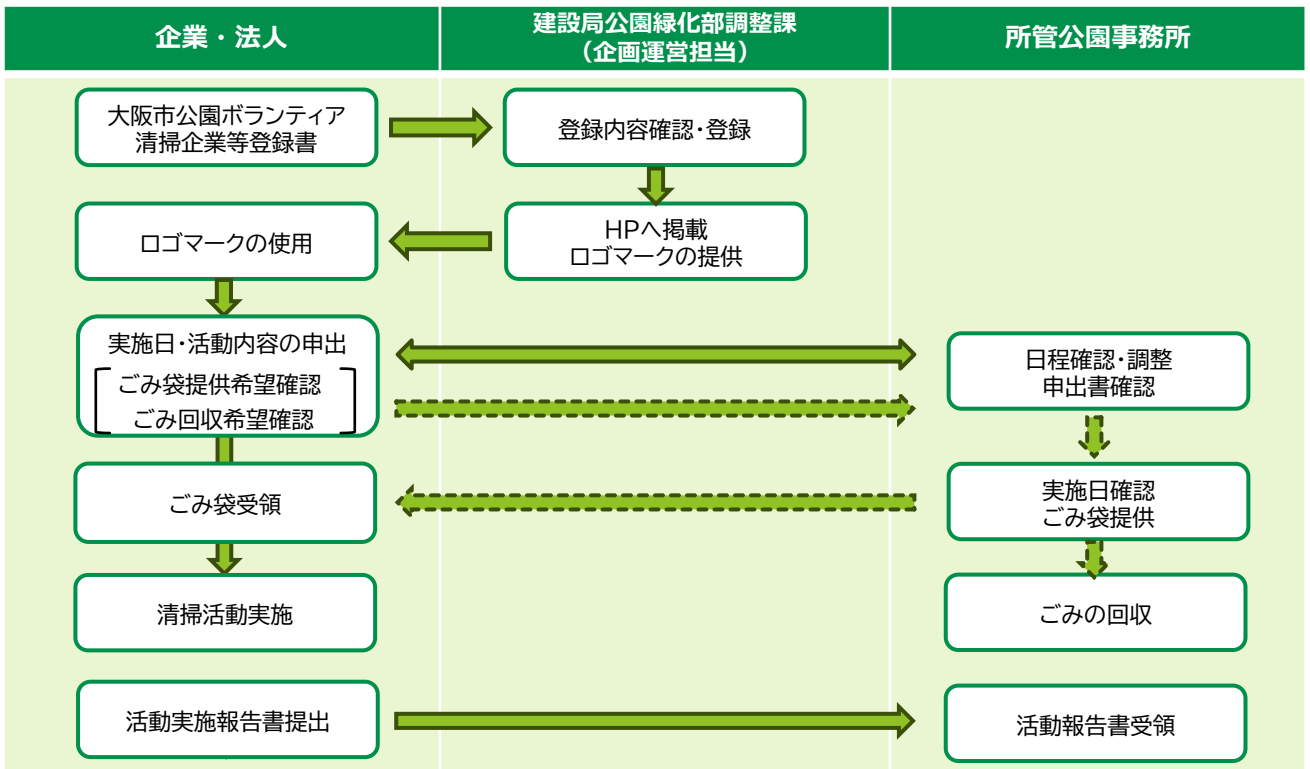 企業・法人
建設局公園緑化部調整課
(企画運営担当)
所管公園事務所
大阪市公園ボランティア
清掃企業等登録書
登録内容確認・登録
ロゴマークの使用
HPへ掲載
ロゴマークの提供
実施日・活動内容の申出
ごみ袋提供希望確認
ごみ回収希望確認
日程確認・調整
申出書確認
ごみ袋受領
実施日確認
ごみ袋提供
清掃活動実施
ごみの回収
活動実施報告書提出
活動報告書受領